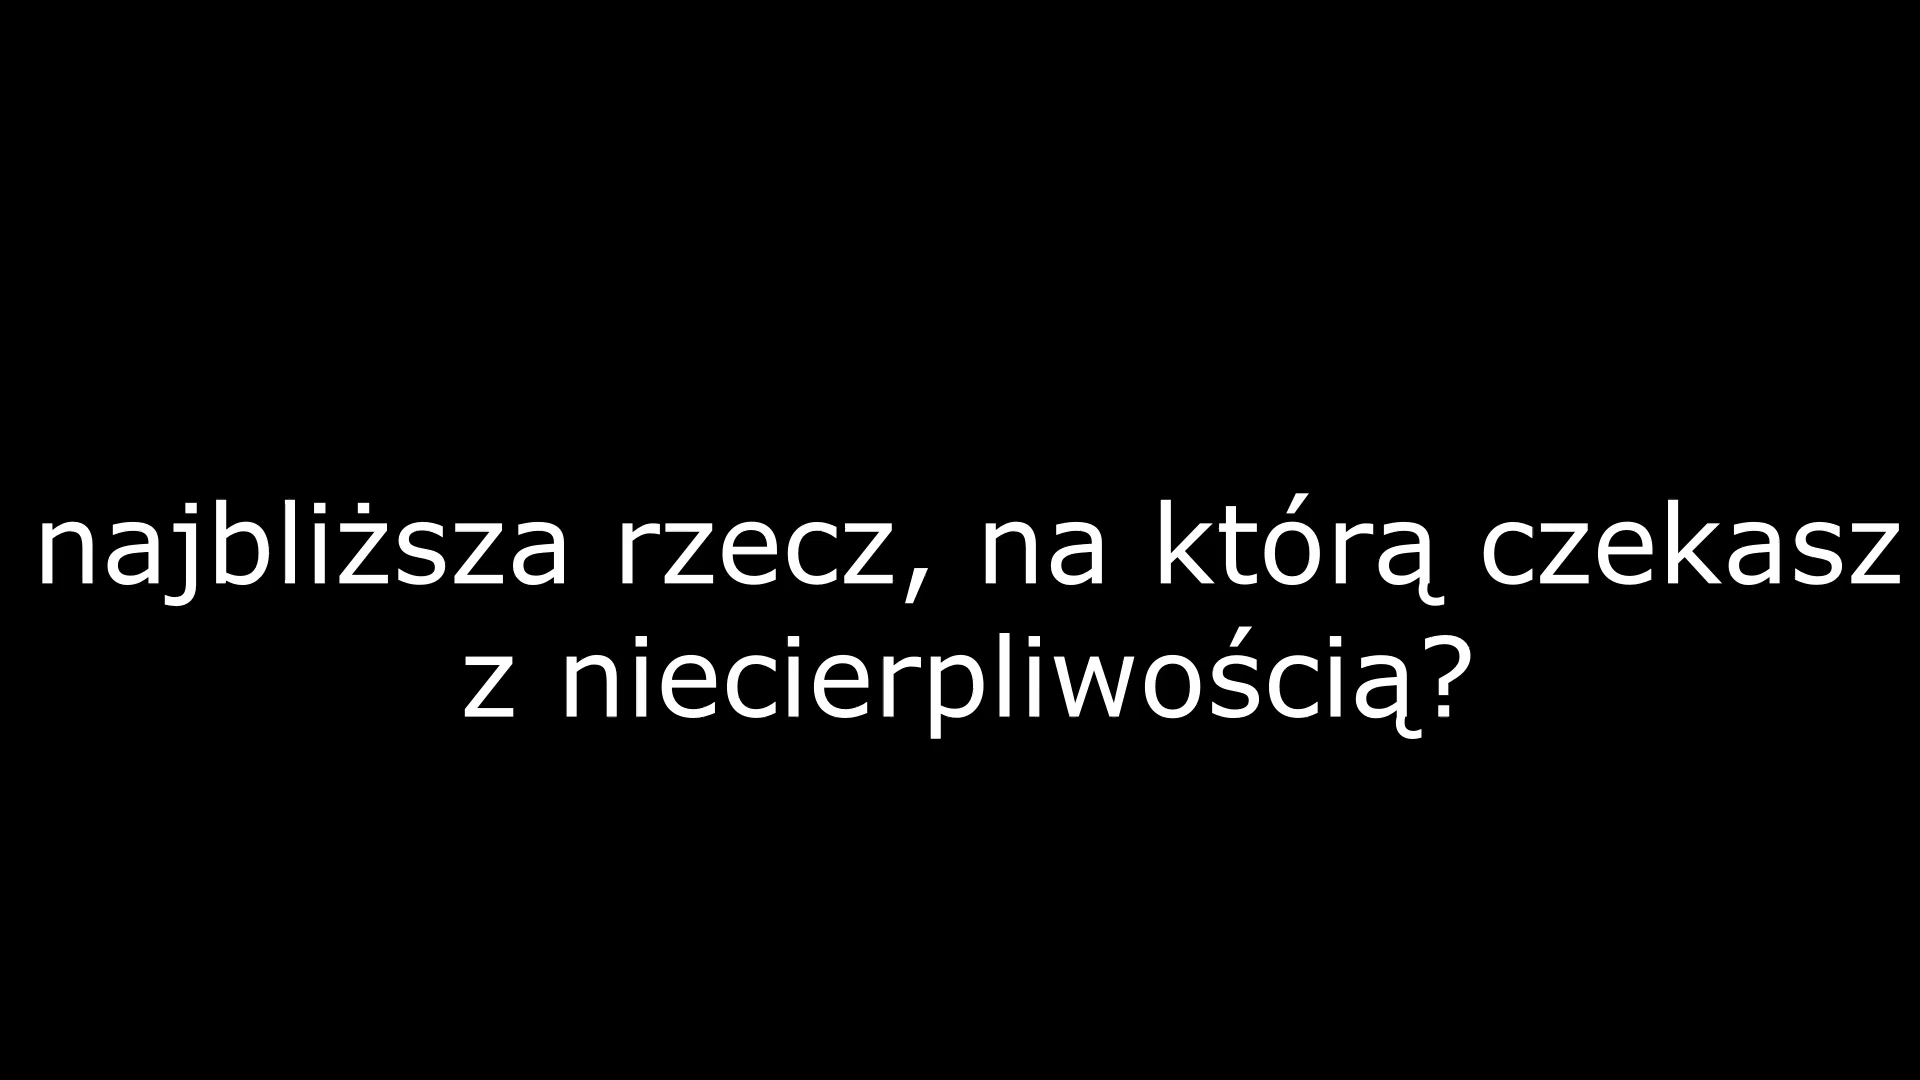 najbliższa rzecz, na którą czekasz
z niecierpliwością?